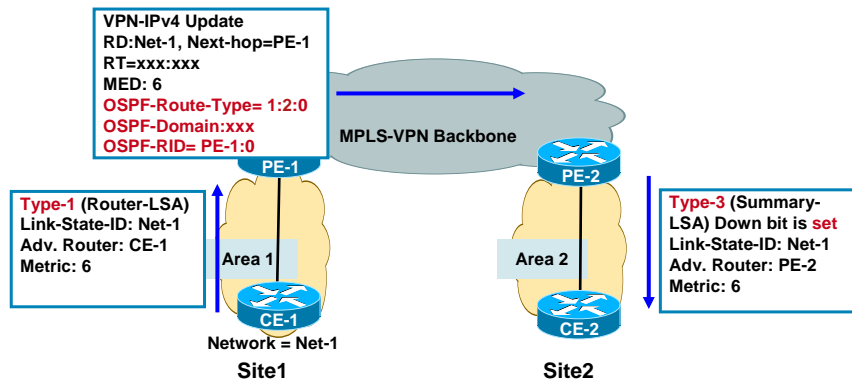 VPN-IPv4 Update
RD:Net-1, Next-hop=PE-1
RT=xxx:xxx
MED: 6
OSPF-Route-Type= 1:2:0
OSPF-Domain:xxx
OSPF-RID= PE-1:0
MPLS-VPN Backbone
PE-1
PE-2
Type-1 (Router-LSA)
Link-State-ID: Net-1
Adv. Router: CE-1
Metric: 6
Type-3 (Summary-
LSA) Down bit is set
Link-State-ID: Net-1
Adv. Router: PE-2
Metric: 6
Area 1
Area 2
CE-1
CE-2
Network = Net-1
Site1
Site2